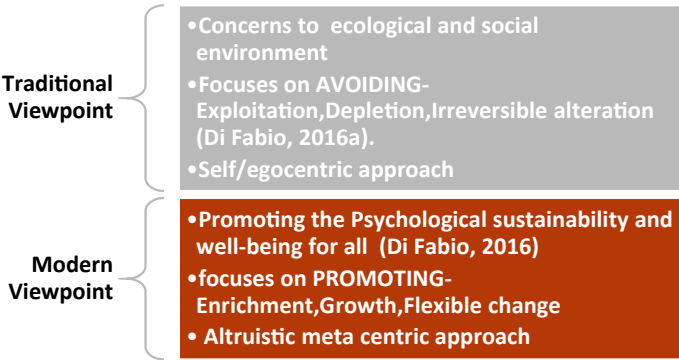 Traditional
Viewpoint
•Concerns to ecological and social
environment
•Focuses on AVOIDING-
Exploitation,Depletion,Irreversible alteration
(Di Fabio, 2016a).
•Self/egocentric approach
Modern
Viewpoint
•Promoting the Psychological sustainability and
well-being for all (Di Fabio, 2016)
•focuses on PROMOTING-
Enrichment,Growth,Flexible change
• Altruistic meta centric approach